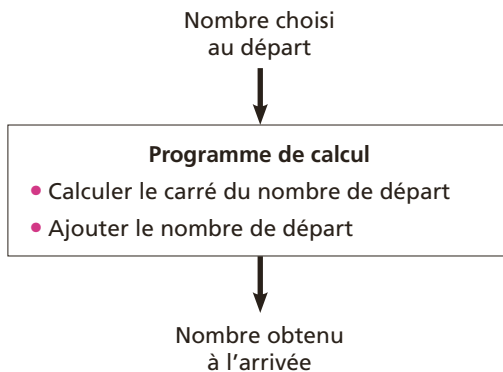 Nombre choisi
au départ
Programme de calcul
• Calculer le carré du nombre de départ
• Ajouter le nombre de départ
Nombre obtenu
à l’arrivée